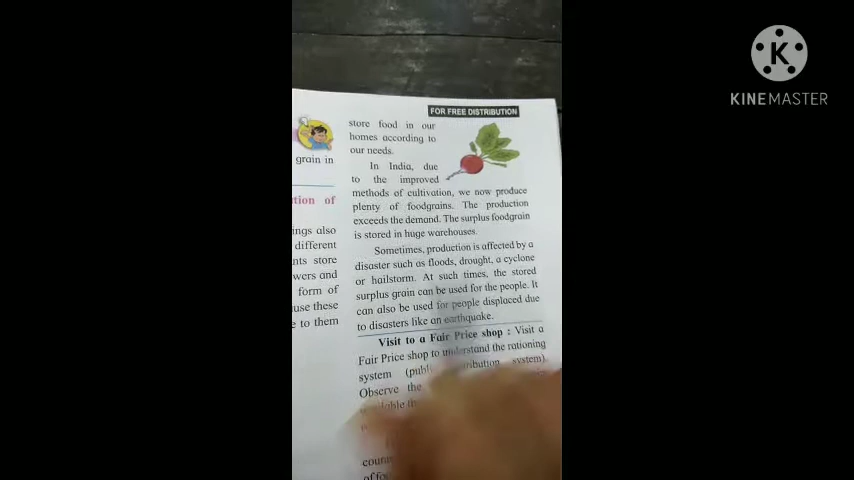 FOR FREE DISTRIBUTION
grain in
tion of
ngs also
different
nts store
wers and
form of
use these
e to them
store food in our
homes according to
our needs.
In India, due
to the improved
methods of cultivation, we now produce
plenty of foodgrains. The production
exceeds the demand. The surplus foodgrain
is stored in huge warehouses.
Sometimes, production is affected by a
disaster such as floods, drought, a cyclone
or hailstorm. At such times, the stored
surplus grain can be used for the people. It
can also be used for people displaced due
to disasters like an earthquake.
Visit to a Fair Price shop : Visit a
Fair Price shop to understand the rationing
system (public distribution system).
Observe the
KINEMASTER